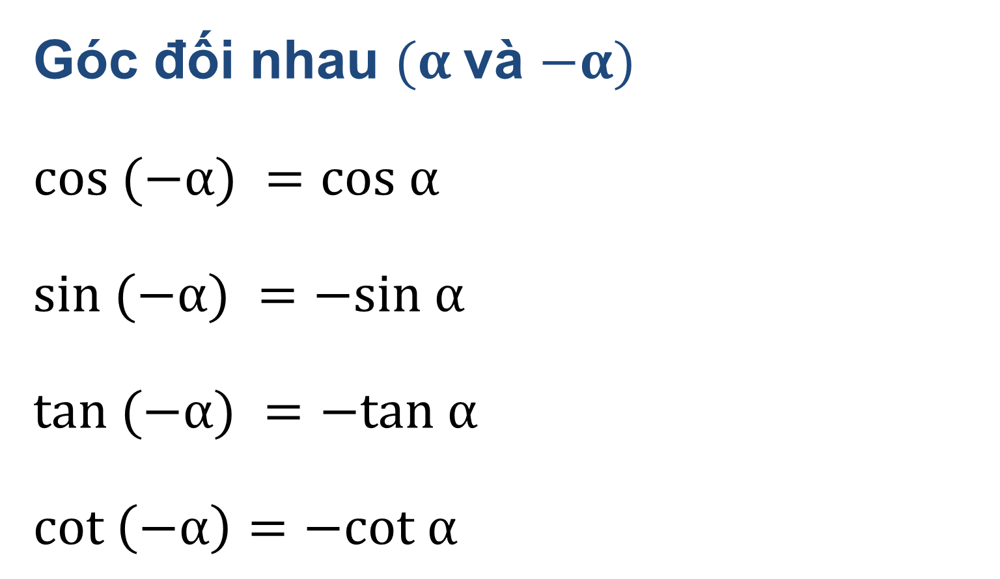 Góc đối nhau (α và −α)
cos (−α) = cos α
sin (−α) = −sin α
tan (−α) = −tan α
cot (−α) = −cot α